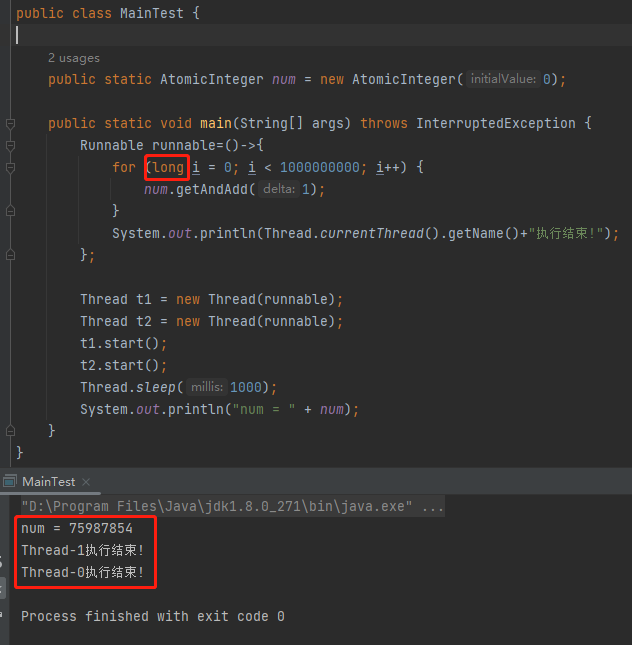 public class MainTest {
2 usages
public static AtomicInteger num = new AtomicInteger( initialValue: 0);
public static void main(String[] args) throws InterruptedException {
Runnable runnable=()->{
for (long i = 0; i < 1000000000; i++) {
num.getAndAdd( delta: 1);
}
System.out.println(Thread.currentThread().getName()+"执行结束!");
};
Thread t1 = new Thread(runnable);
Thread t2 = new Thread(runnable);
t1.start();
t2.start();
Thread.sleep( millis: 1000);
System.out.println("num = " + num);
}
}
MainTest ×
"D:\Program Files\Java\jdk1.8.0_271\bin\java.exe" ...
num = 75987854
Thread-1执行结束!
Thread-0执行结束!
Process finished with exit code 0